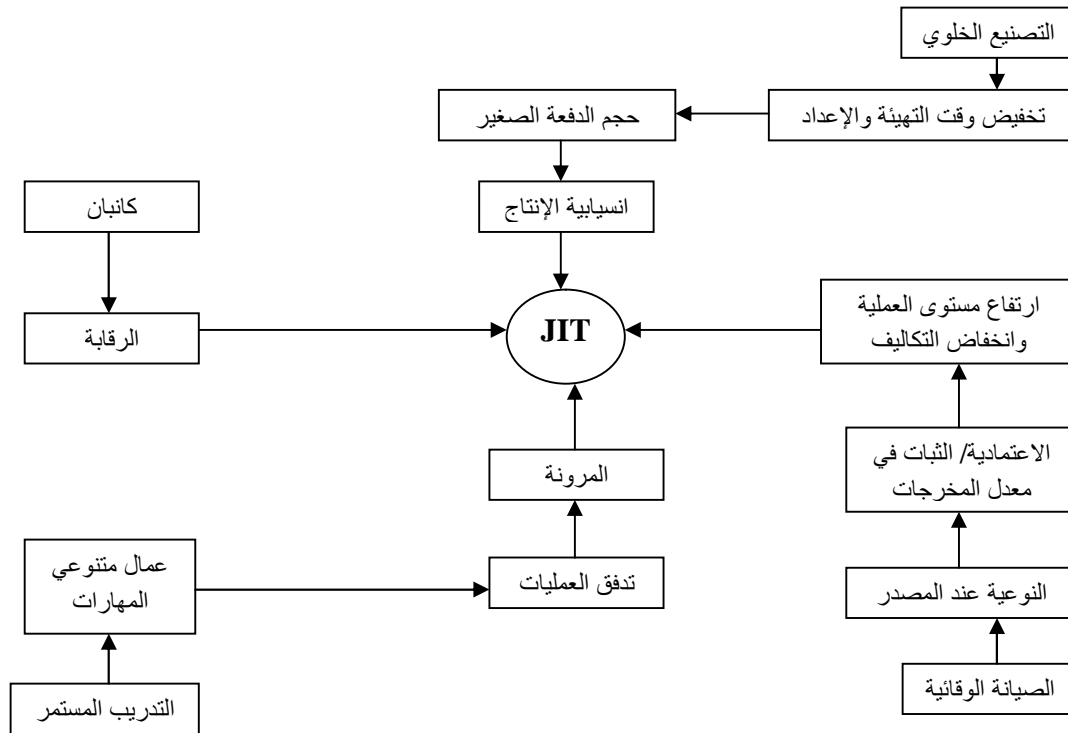 التصنيع الخلوي
تخفيض وقت التهيئة والإعداد
حجم الدفعة الصغير
انسيابية الإنتاج
كانبان
الرقابة
JIT
ارتفاع مستوى العملية
وانخفاض التكاليف
الاعتمادية/ الثبات في
معدل المخرجات
المرونة
تدفق العمليات
عمال متنوعي
المهارات
النوعية عند المصدر
الصيانة الوقائية
التدريب المستمر